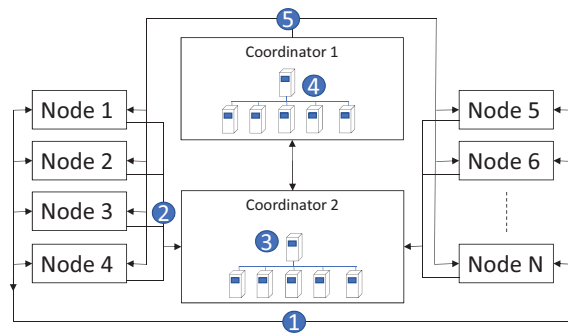 5
Coordinator 1
4
Node 1
Node 2
Node 3
Node 4
2
Coordinator 2
3
Node 5
Node 6
Node N
1